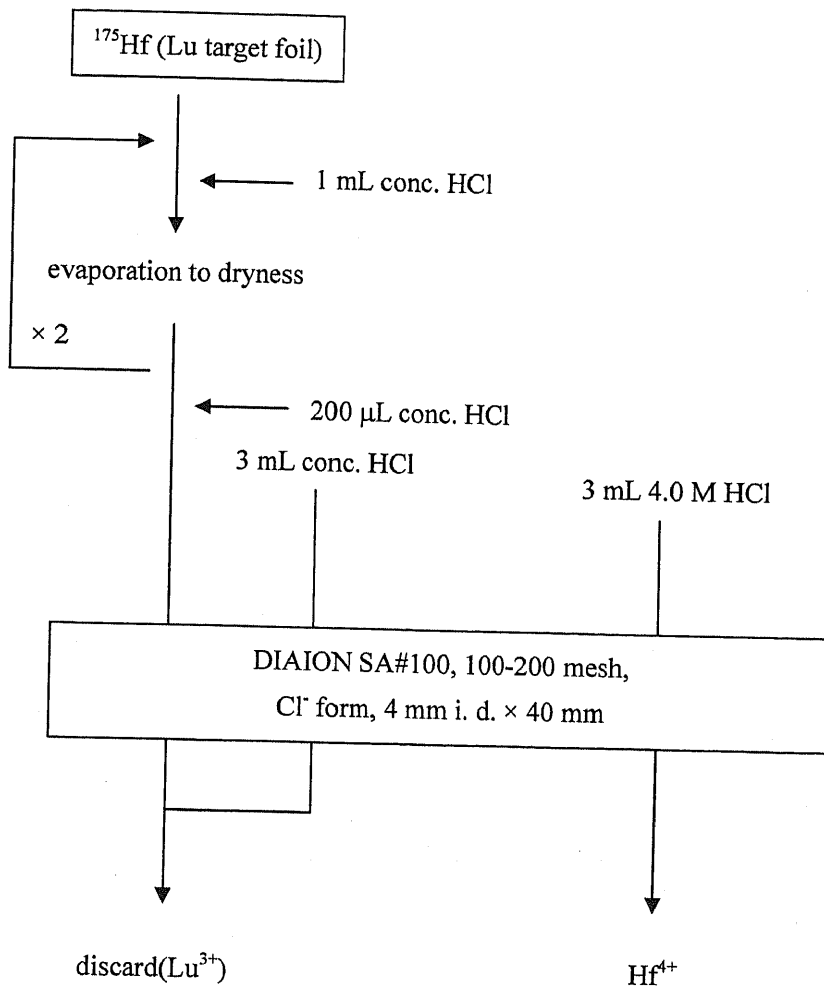 ¹⁷⁵Hf (Lu target foil)
1 mL conc. HCl
evaporation to dryness
× 2
200 μL conc. HCl
3 mL conc. HCl
3 mL 4.0 M HCl
DIAION SA#100, 100-200 mesh,
Cl⁻ form, 4 mm i. d. × 40 mm
discard(Lu³⁺)
Hf⁴⁺